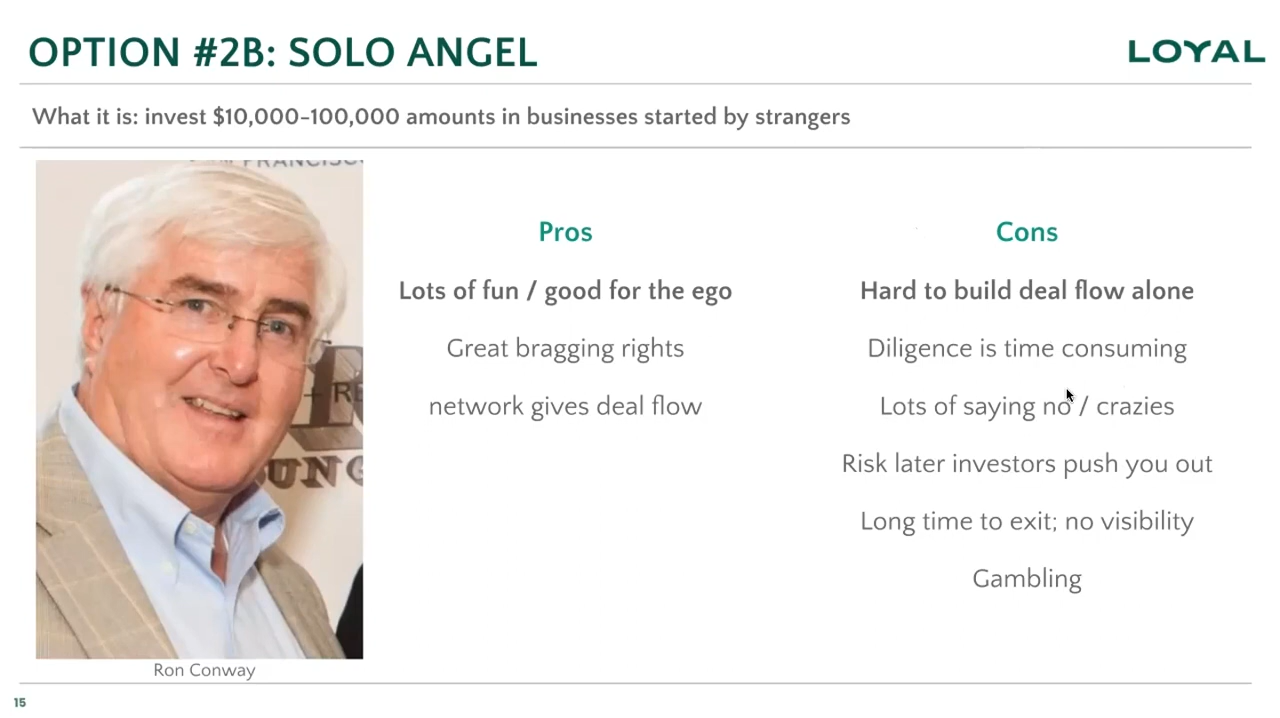 OPTION #2B: SOLO ANGEL
LOYAL
What it is: invest $10,000-100,000 amounts in businesses started by strangers
Pros
Lots of fun / good for the ego
Great bragging rights
network gives deal flow
Cons
Hard to build deal flow alone
Diligence is time consuming
Lots of saying no / crazies
Risk later investors push you out
Long time to exit; no visibility
Gambling
Ron Conway
15